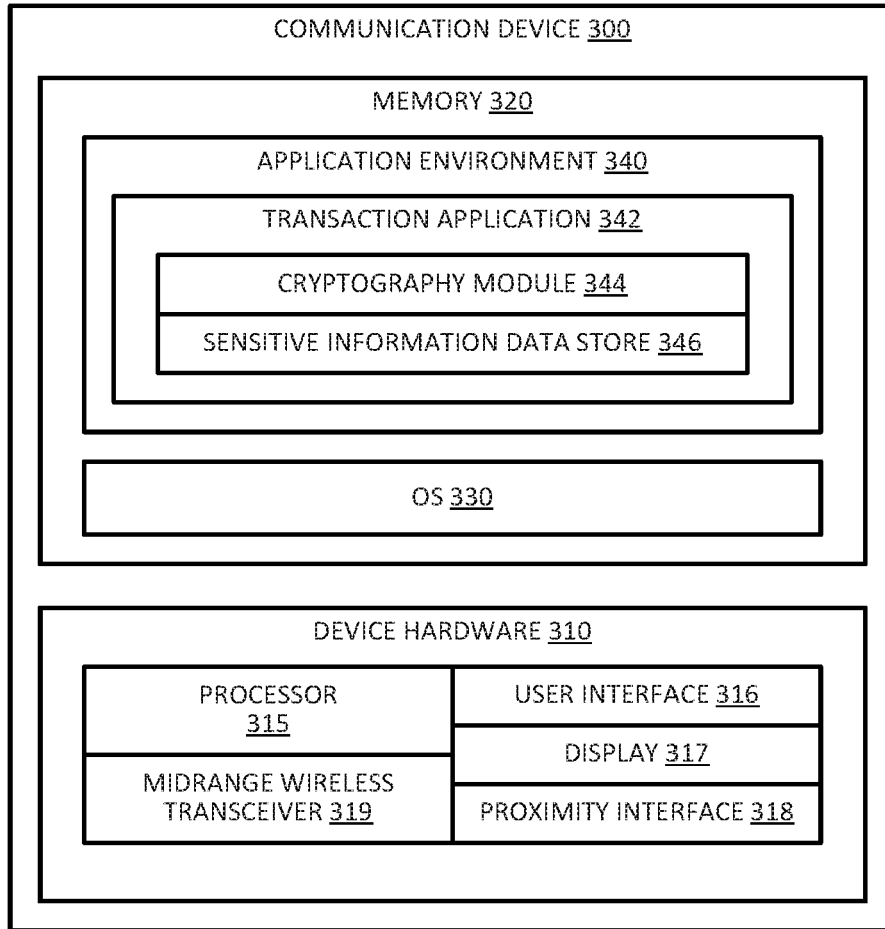 COMMUNICATION DEVICE 300
MEMORY 320
APPLICATION ENVIRONMENT 340
TRANSACTION APPLICATION 342
CRYPTOGRAPHY MODULE 344
SENSITIVE INFORMATION DATA STORE 346
OS 330
DEVICE HARDWARE 310
PROCESSOR
315
MIDRANGE WIRELESS
TRANSCEIVER 319
USER INTERFACE 316
DISPLAY 317
PROXIMITY INTERFACE 318